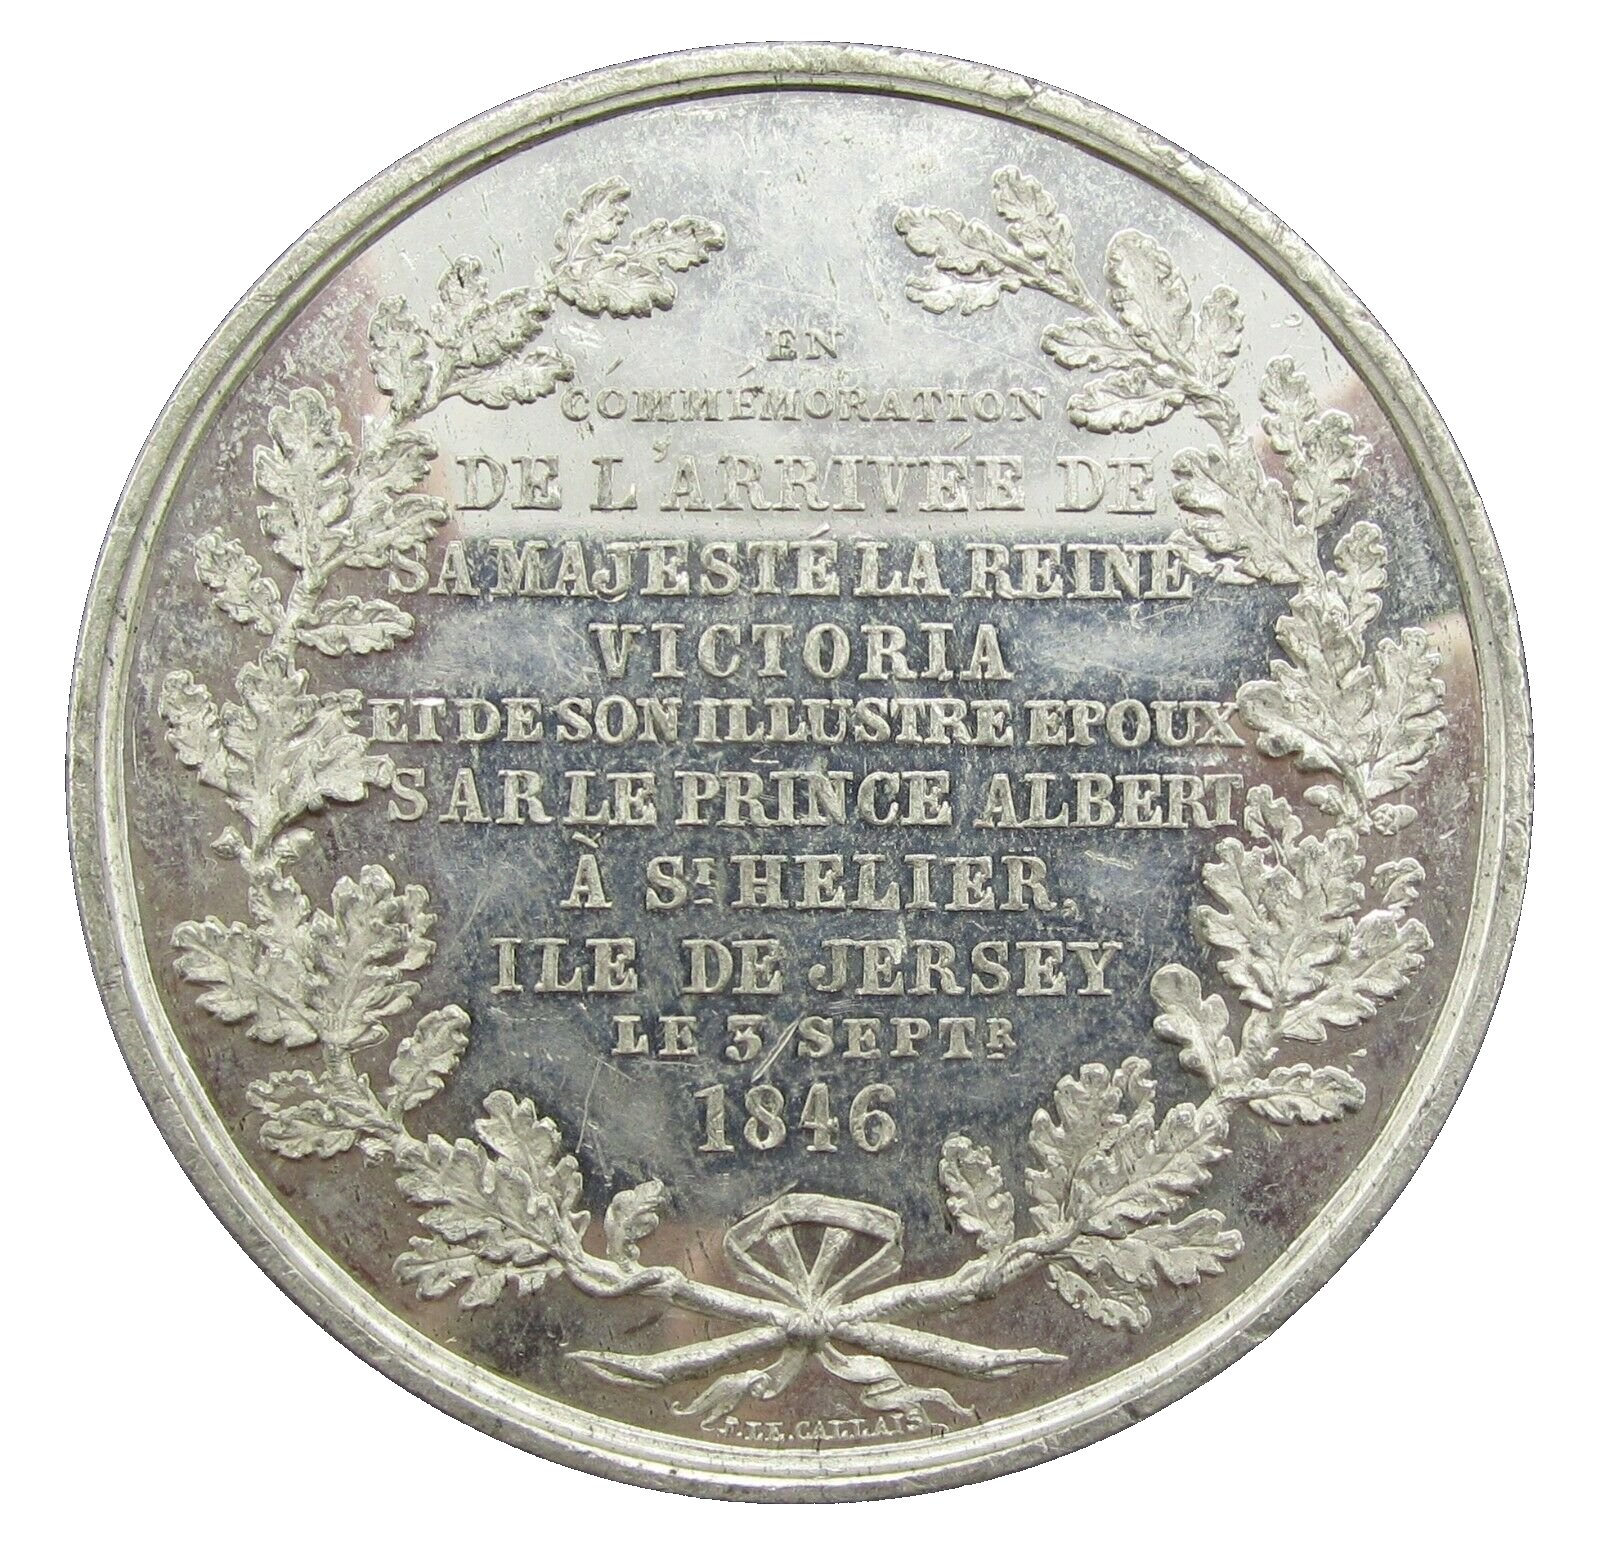 EN
COMMÉMORATION
DE L'ARRIVÉE DE
SA MAJESTÉ LA REINE
VICTORIA
ET DE SON ILLUSTRE EPOUX
S A R LE PRINCE ALBERT
À ST HELIER,
ILE DE JERSEY
LE 3 SEPTR
1846
P. LE. CALLAIS